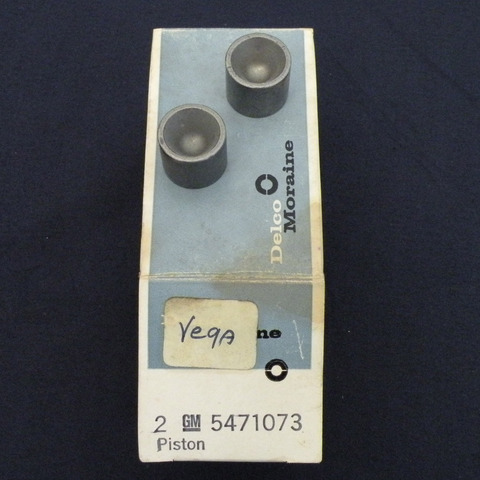 Delco
Moraine
Vega
ne
2 GM 5471073
Piston